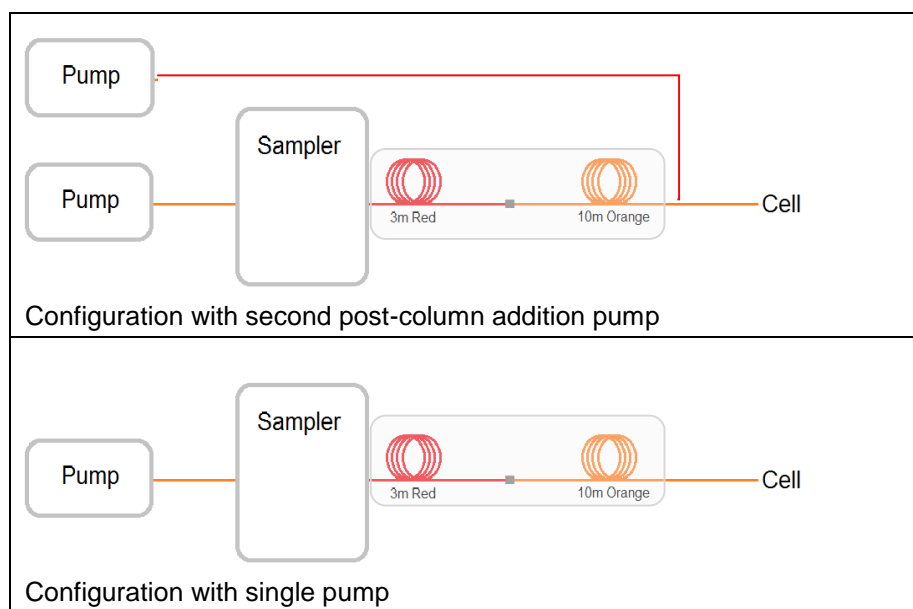 Pump
Sampler
Pump
3m Red
10m Orange
Cell
Configuration with second post-column addition pump
Sampler
Pump
3m Red
10m Orange
Cell
Configuration with single pump